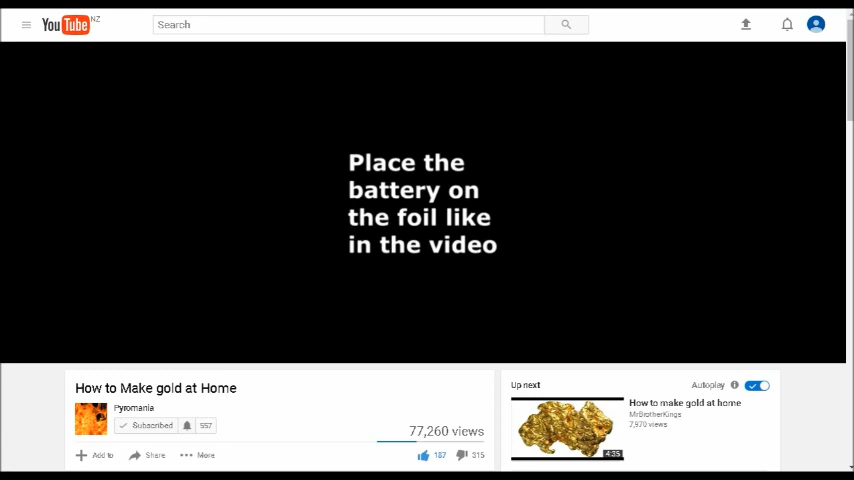 YouTube NZ
Search
Place the
battery on
the foil like
in the video
How to Make gold at Home
Pyromania
Subscribed 557
77,260 views
Add to Share More
187 315
Up next Autoplay
How to make gold at home
MrBrotherKings
7,970 views
4:35